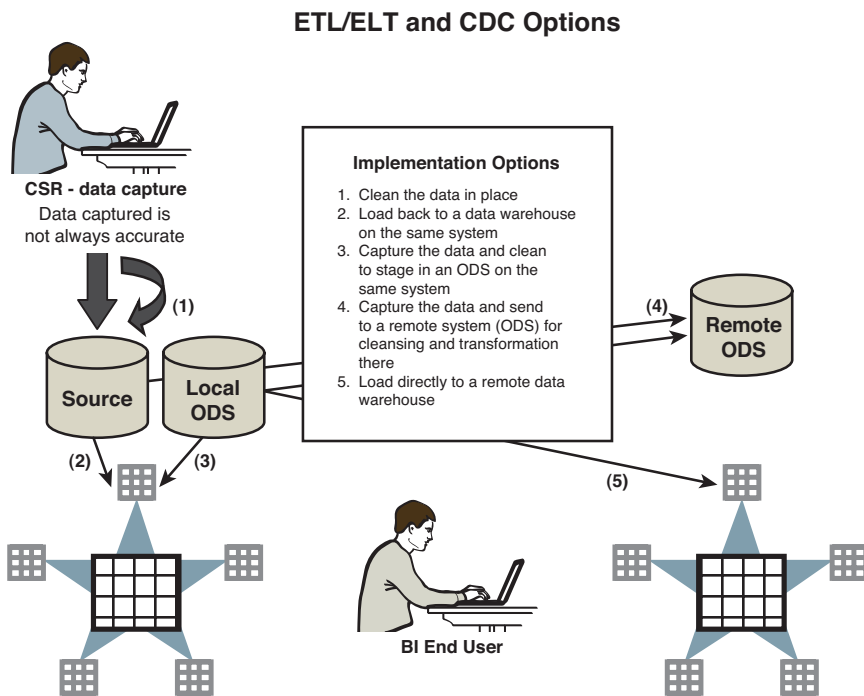 ETL/ELT and CDC Options
CSR - data capture
Data captured is
not always accurate
(1)
Source
Local
ODS
(2)
(3)
Implementation Options
1. Clean the data in place
2. Load back to a data warehouse
on the same system
3. Capture the data and clean
to stage in an ODS on the
same system
4. Capture the data and send
to a remote system (ODS) for
cleansing and transformation
there
5. Load directly to a remote data
warehouse
(4)
Remote
ODS
(5)
BI End User